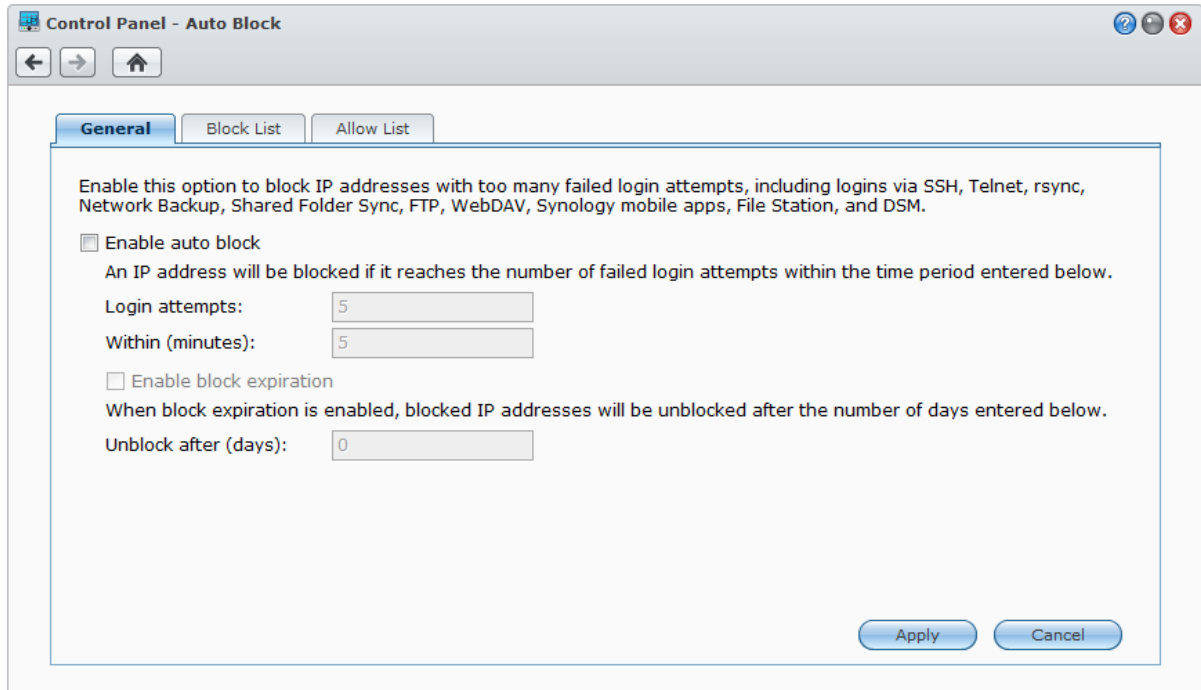 Control Panel - Auto Block
General
Block List
Allow List
Enable this option to block IP addresses with too many failed login attempts, including logins via SSH, Telnet, rsync,
Network Backup, Shared Folder Sync, FTP, WebDAV, Synology mobile apps, File Station, and DSM.
Enable auto block
An IP address will be blocked if it reaches the number of failed login attempts within the time period entered below.
Login attempts: 5
Within (minutes): 5
Enable block expiration
When block expiration is enabled, blocked IP addresses will be unblocked after the number of days entered below.
Unblock after (days): 0
Apply
Cancel